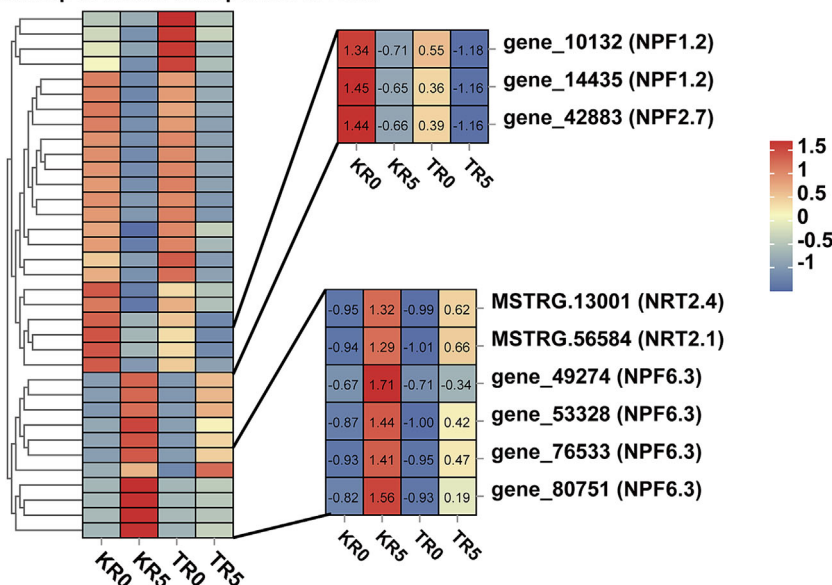 1.34 -0.71 0.55 -1.18 gene_10132 (NPF1.2)
1.45 -0.65 0.36 -1.16 gene_14435 (NPF1.2)
1.44 -0.66 0.39 -1.16 gene_42883 (NPF2.7)
KR0 KR5 TR0 TR5
1.5
1
0.5
0
-0.5
-1
-0.95 1.32 -0.99 0.62 MSTRG.13001 (NRT2.4)
-0.94 1.29 -1.01 0.66 MSTRG.56584 (NRT2.1)
-0.67 1.71 -0.71 -0.34 gene_49274 (NPF6.3)
-0.87 1.44 -1.00 0.42 gene_53328 (NPF6.3)
-0.93 1.41 -0.95 0.47 gene_76533 (NPF6.3)
-0.82 1.56 -0.93 0.19 gene_80751 (NPF6.3)
KR0 KR5 TR0 TR5
KR0 KR5 TR0 TR5